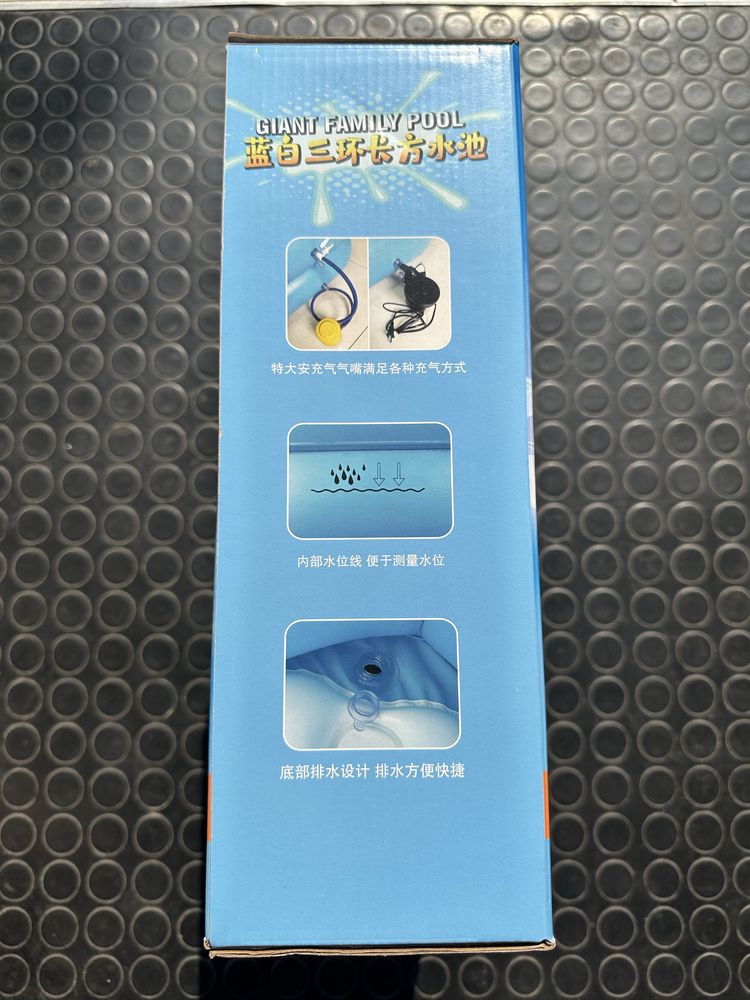 GIANT FAMILY POOL
蓝白三环长方水池
特大安充气气嘴满足各种充气方式
内部水位线 便于测量水位
底部排水设计 排水方便快捷